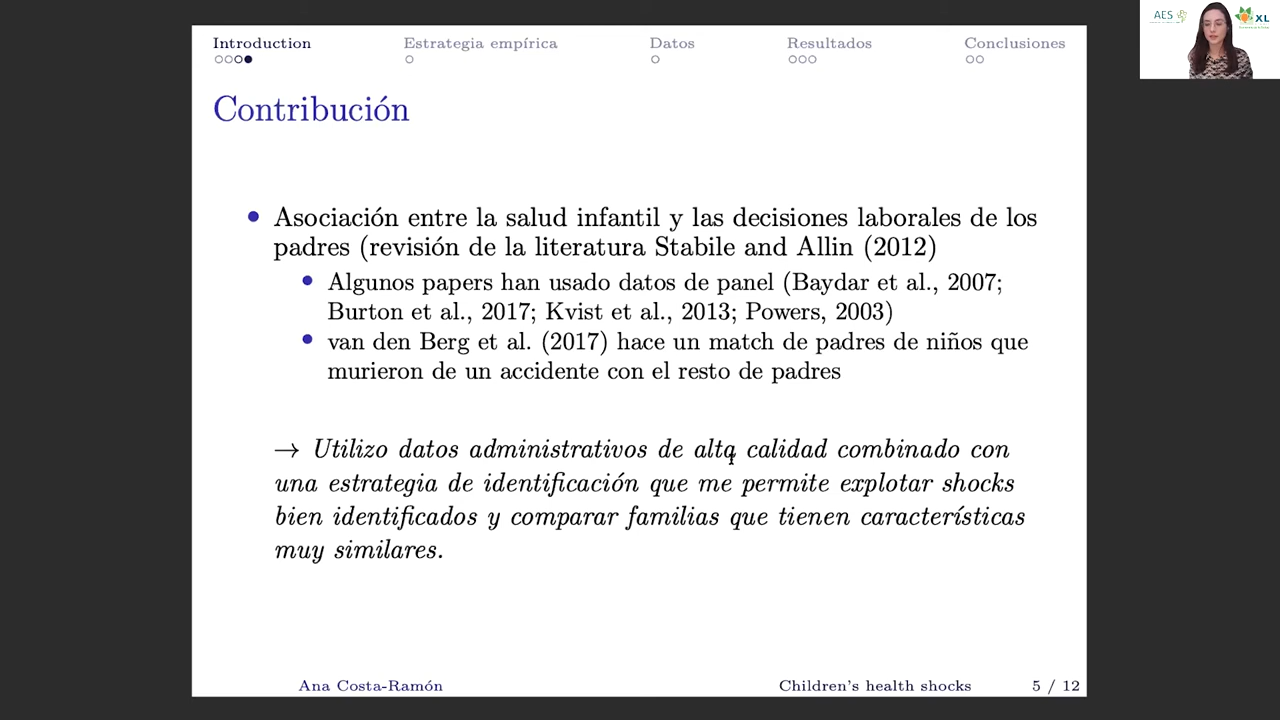 Introduction
Estrategia empírica
Datos
Resultados
Conclusiones
Contribución
• Asociación entre la salud infantil y las decisiones laborales de los
padres (revisión de la literatura Stabile and Allin (2012)
• Algunos papers han usado datos de panel (Baydar et al., 2007;
Burton et al., 2017; Kvist et al., 2013; Powers, 2003)
• van den Berg et al. (2017) hace un match de padres de niños que
murieron de un accidente con el resto de padres
→ Utilizo datos administrativos de alta calidad combinado con
una estrategia de identificación que me permite explotar shocks
bien identificados y comparar familias que tienen características
muy similares.
Ana Costa-Ramón
Children's health shocks
5 / 12
AES
XL